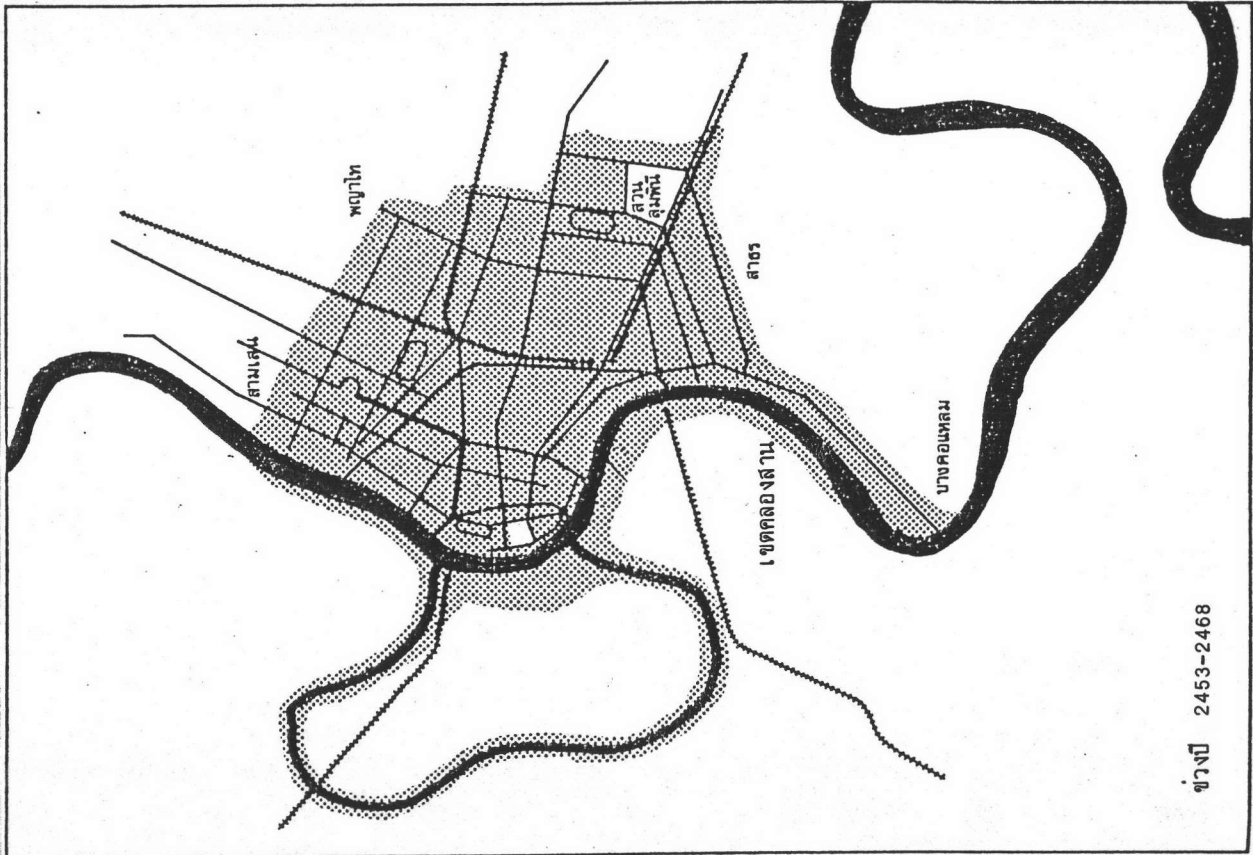 พญาไท
สามเสน
สวน
ลุมพินี
สาธร
เขตคลองสาน
บางคอแหลม
ช่วงปี 2453-2468